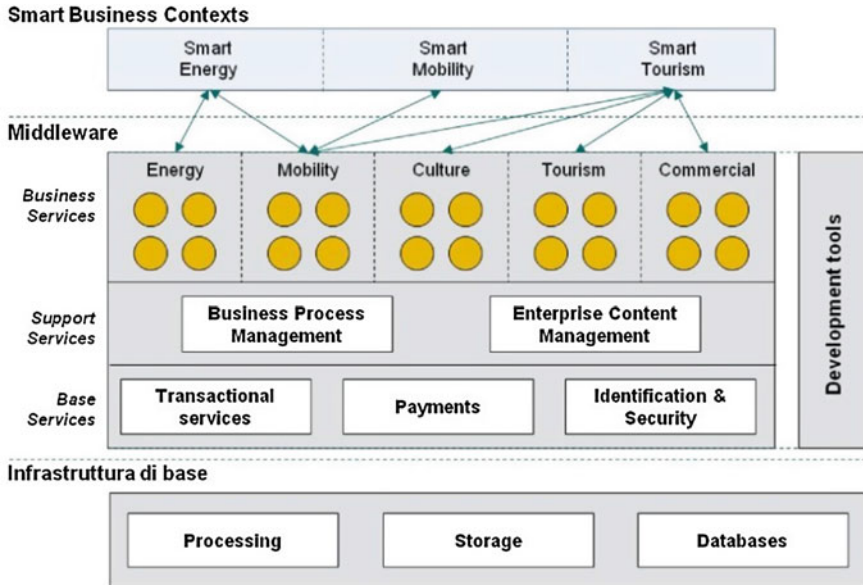 Smart Business Contexts
Smart
Energy
Smart
Mobility
Smart
Tourism
Middleware
Business
Services
Energy
Mobility
Culture
Tourism
Commercial
Support
Services
Business Process
Management
Enterprise Content
Management
Base
Services
Transactional
services
Payments
Identification &
Security
Development tools
Infrastruttura di base
Processing
Storage
Databases